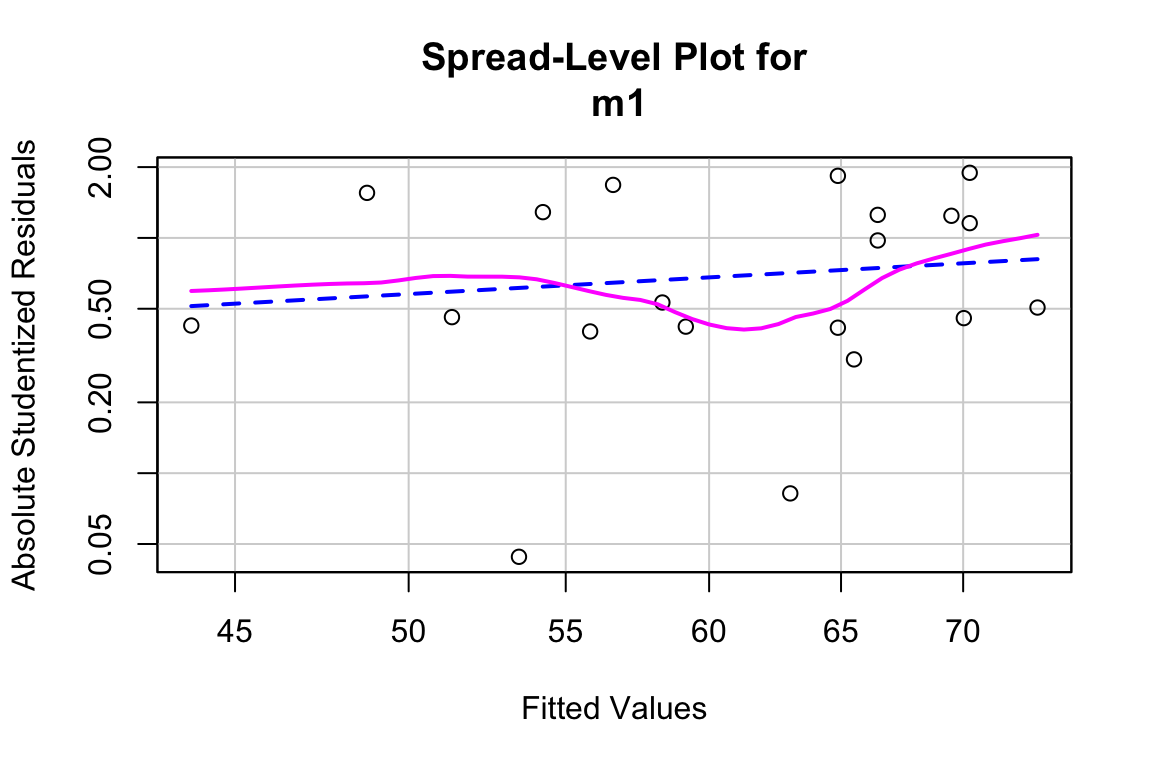 Spread-Level Plot for
m1
Absolute Studentized Residuals
2.00
0.50
0.20
0.05
45 50 55 60 65 70
Fitted Values